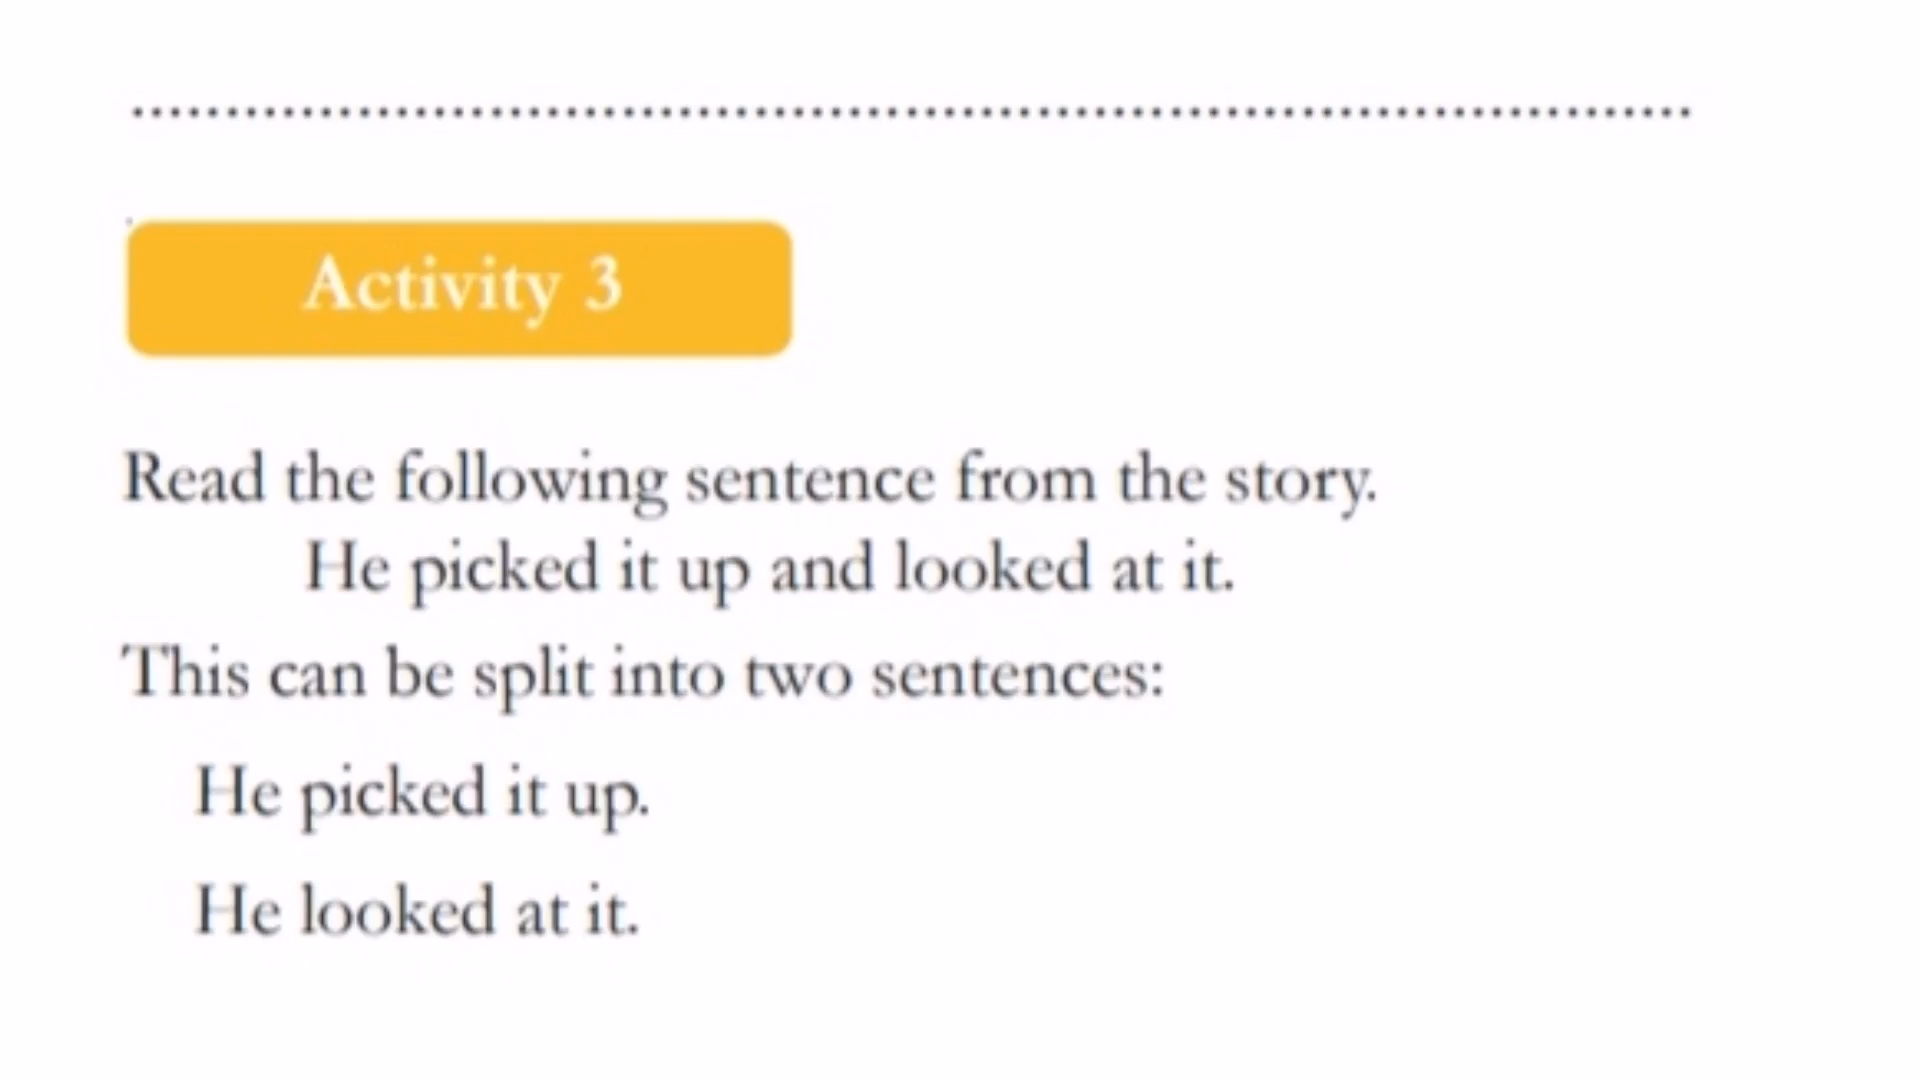 Activity 3
Read the following sentence from the story.
He picked it up and looked at it.
This can be split into two sentences:
He picked it up.
He looked at it.